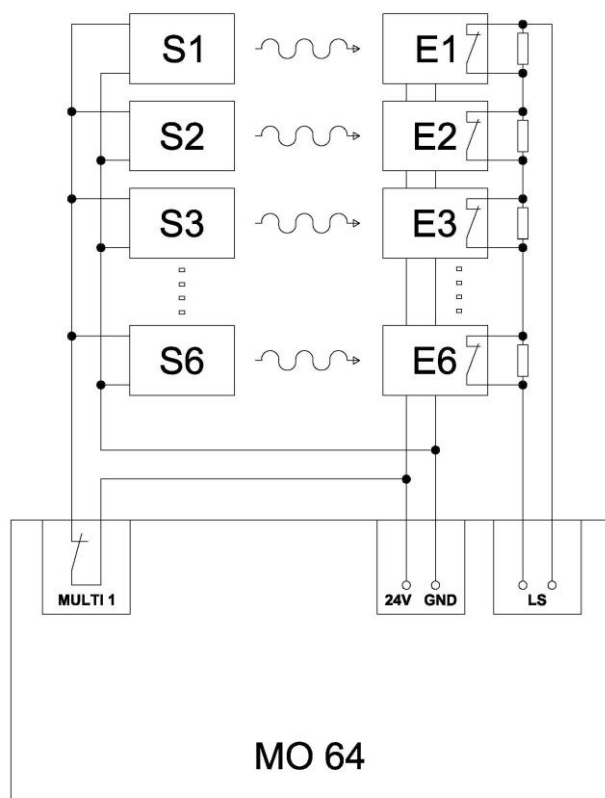 S1 E1
S2 E2
S3 E3
S6 E6
MULTI 1 24V GND LS
MO 64